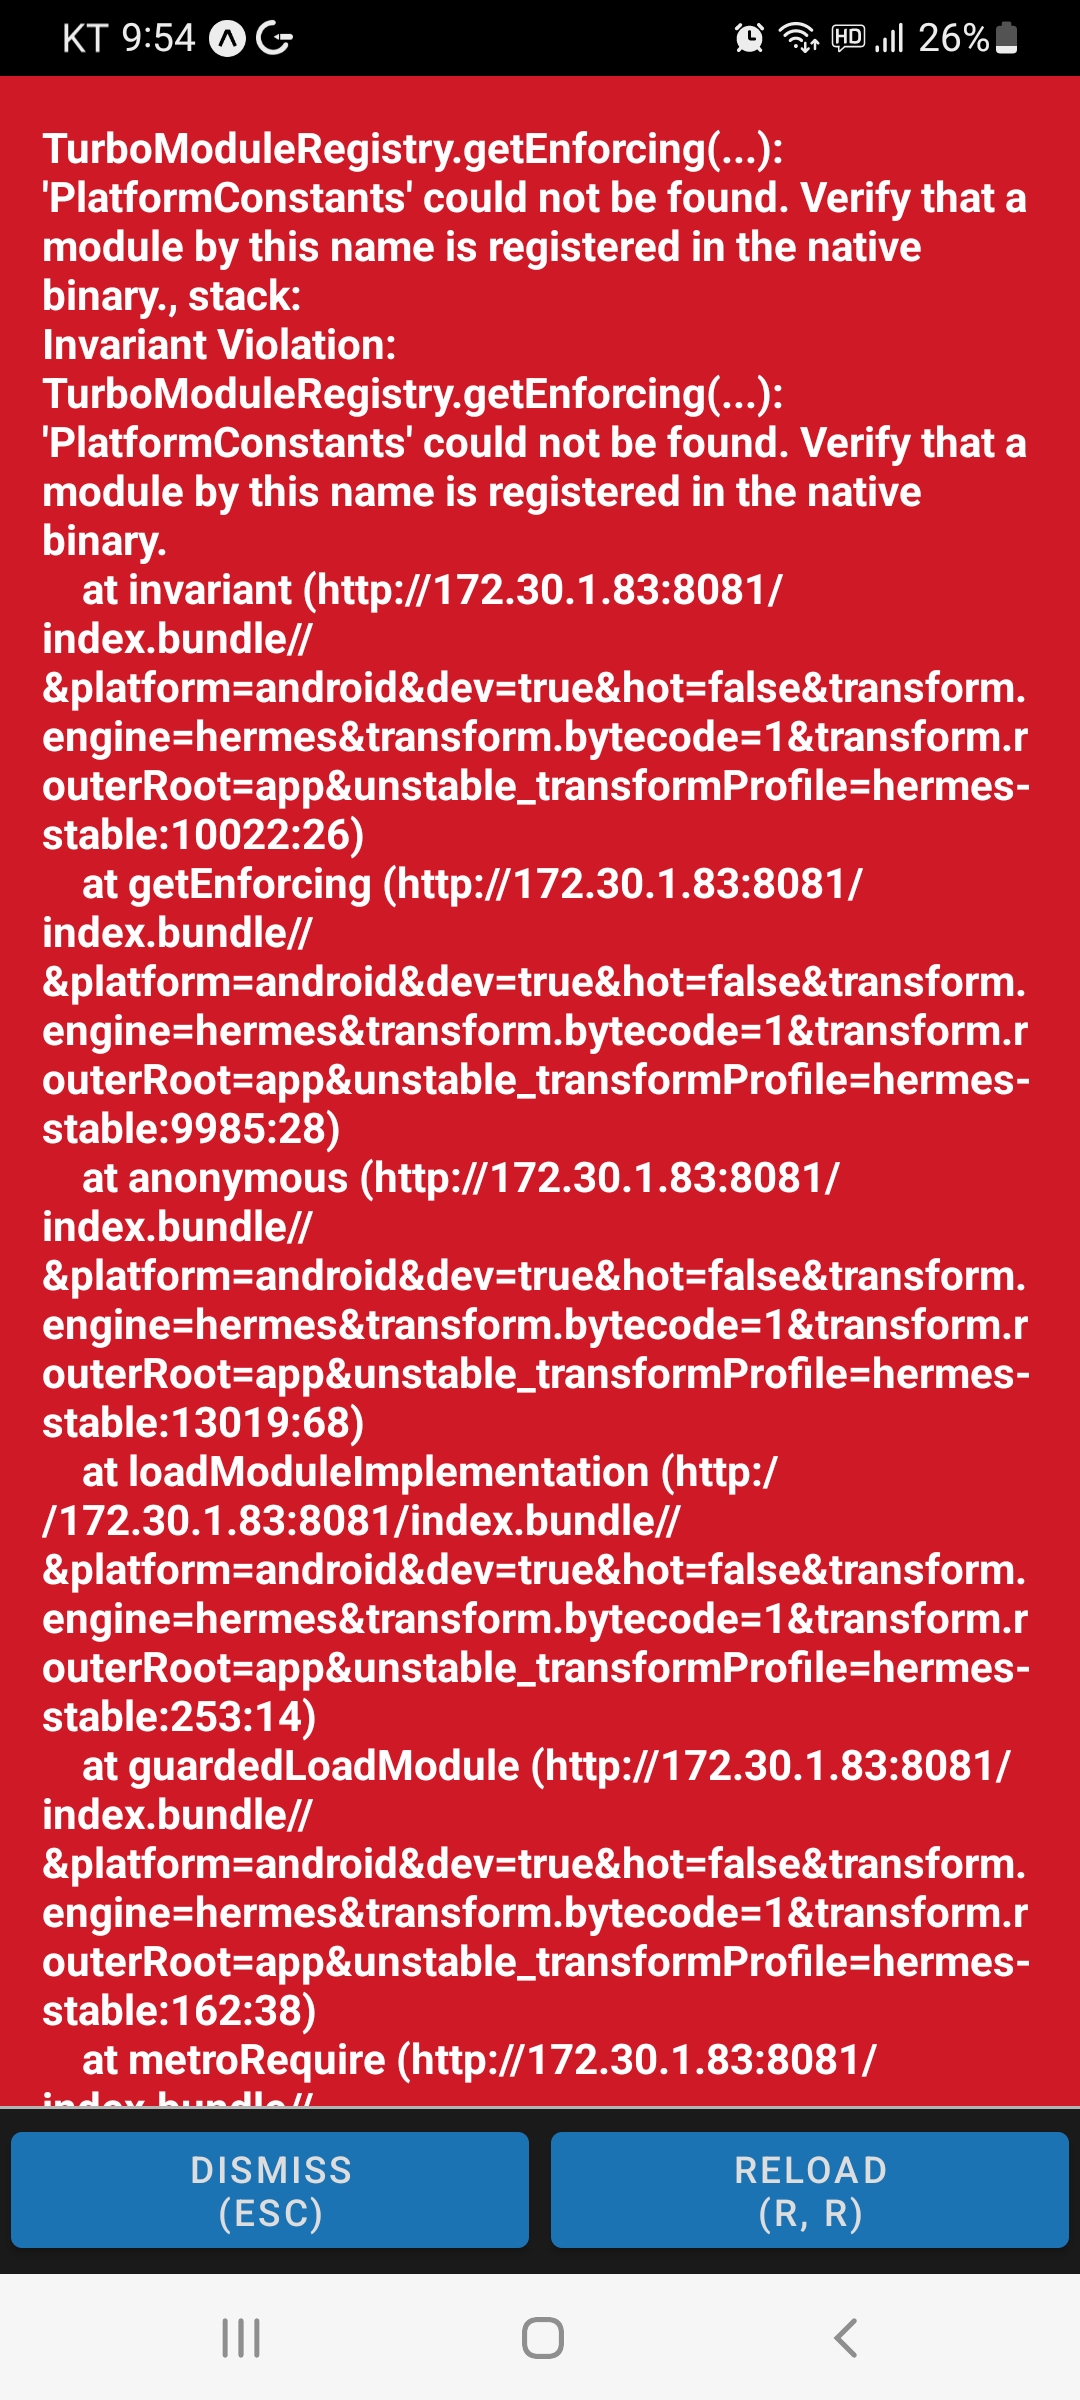 KT 9:54
HD 26%
TurboModuleRegistry.getEnforcing(...):
'PlatformConstants' could not be found. Verify that a
module by this name is registered in the native
binary., stack:
Invariant Violation:
TurboModuleRegistry.getEnforcing(...):
'PlatformConstants' could not be found. Verify that a
module by this name is registered in the native
binary.
at invariant (http://172.30.1.83:8081/
index.bundle//
&platform=android&dev=true&hot=false&transform.
engine=hermes&transform.bytecode=1&transform.r
outerRoot=app&unstable_transformProfile=hermes-
stable:10022:26)
at getEnforcing (http://172.30.1.83:8081/
index.bundle//
&platform=android&dev=true&hot=false&transform.
engine=hermes&transform.bytecode=1&transform.r
outerRoot=app&unstable_transformProfile=hermes-
stable:9985:28)
at anonymous (http://172.30.1.83:8081/
index.bundle//
&platform=android&dev=true&hot=false&transform.
engine=hermes&transform.bytecode=1&transform.r
outerRoot=app&unstable_transformProfile=hermes-
stable:13019:68)
at loadModuleImplementation (http:/
/172.30.1.83:8081/index.bundle//
&platform=android&dev=true&hot=false&transform.
engine=hermes&transform.bytecode=1&transform.r
outerRoot=app&unstable_transformProfile=hermes-
stable:253:14)
at guardedLoadModule (http://172.30.1.83:8081/
index.bundle//
&platform=android&dev=true&hot=false&transform.
engine=hermes&transform.bytecode=1&transform.r
outerRoot=app&unstable_transformProfile=hermes-
stable:162:38)
at metroRequire (http://172.30.1.83:8081/
index.bundle//
DISMISS
(ESC)
RELOAD
(R, R)